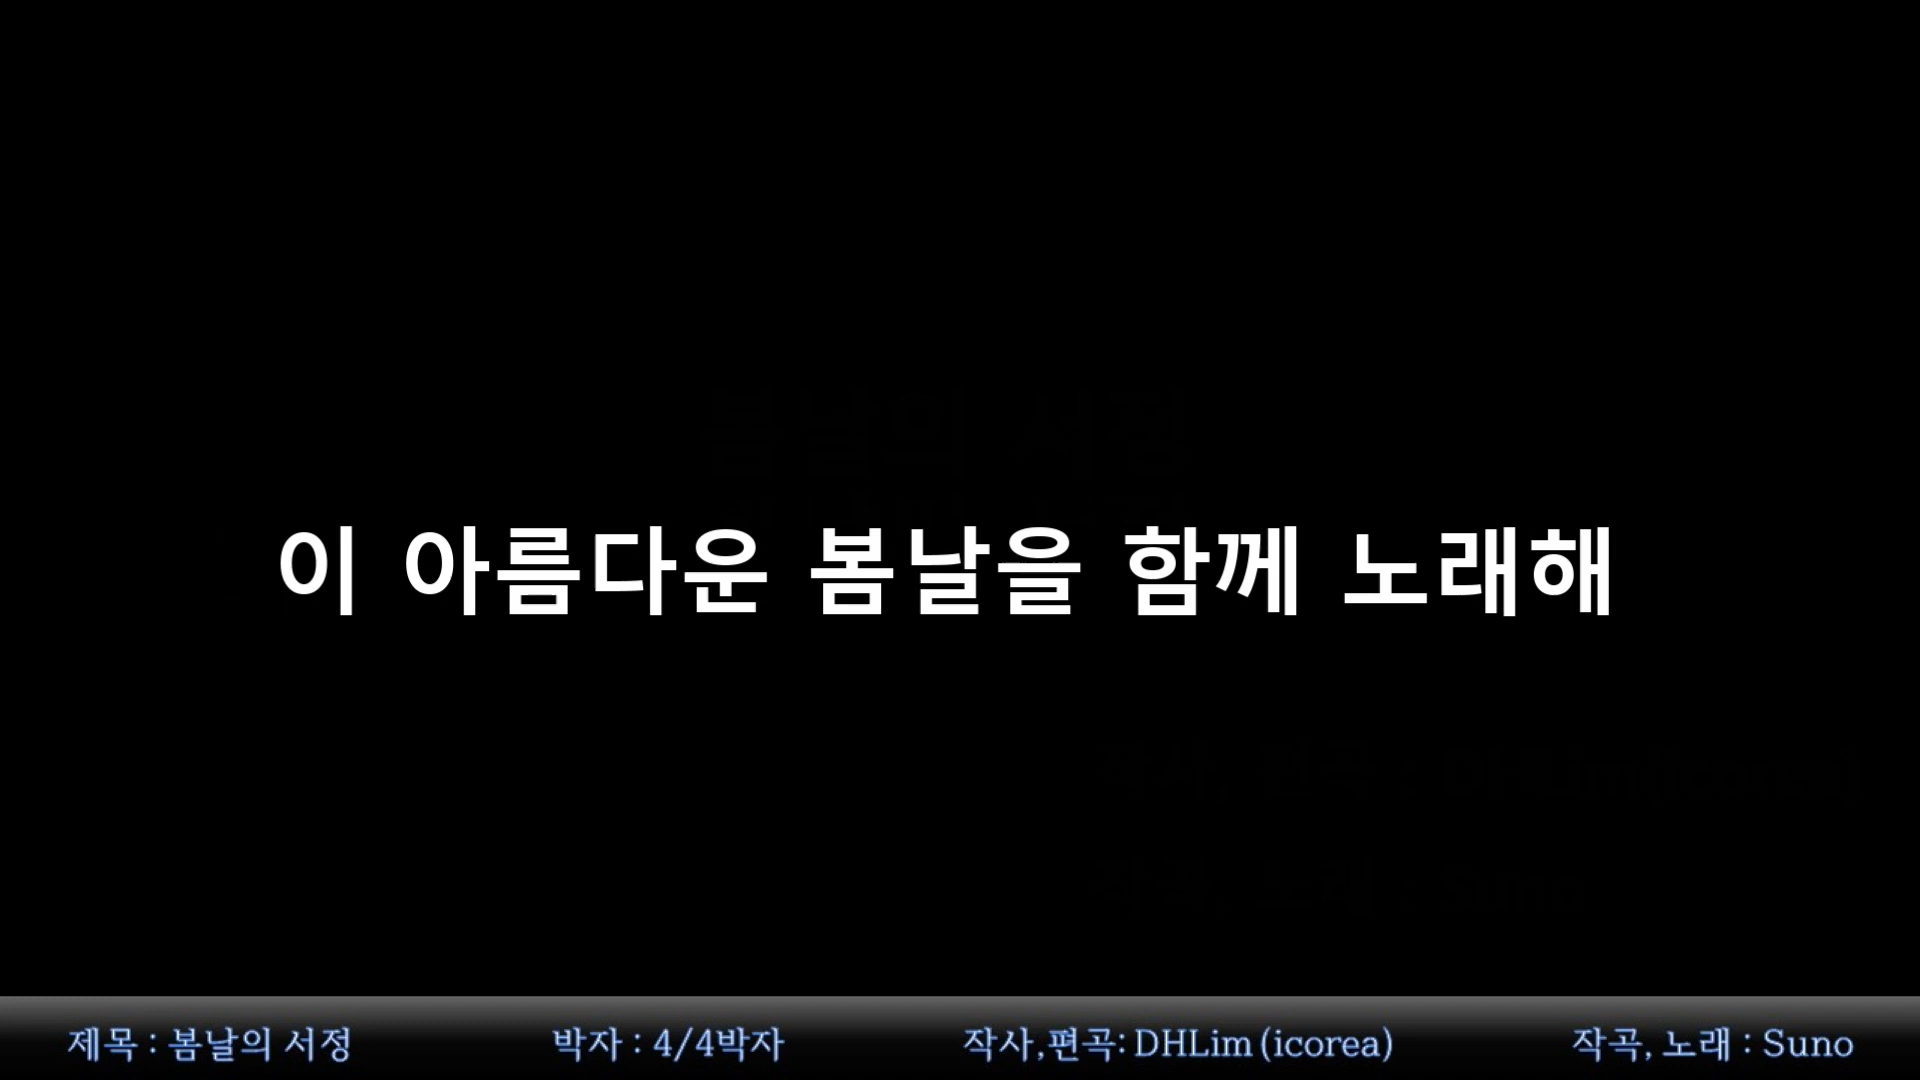 이 아름다운 봄날을 함께 노래해
제목 : 봄날의 서정 박자 : 4/4박자 작사,편곡: DHLim (icorea) 작곡, 노래 : Suno